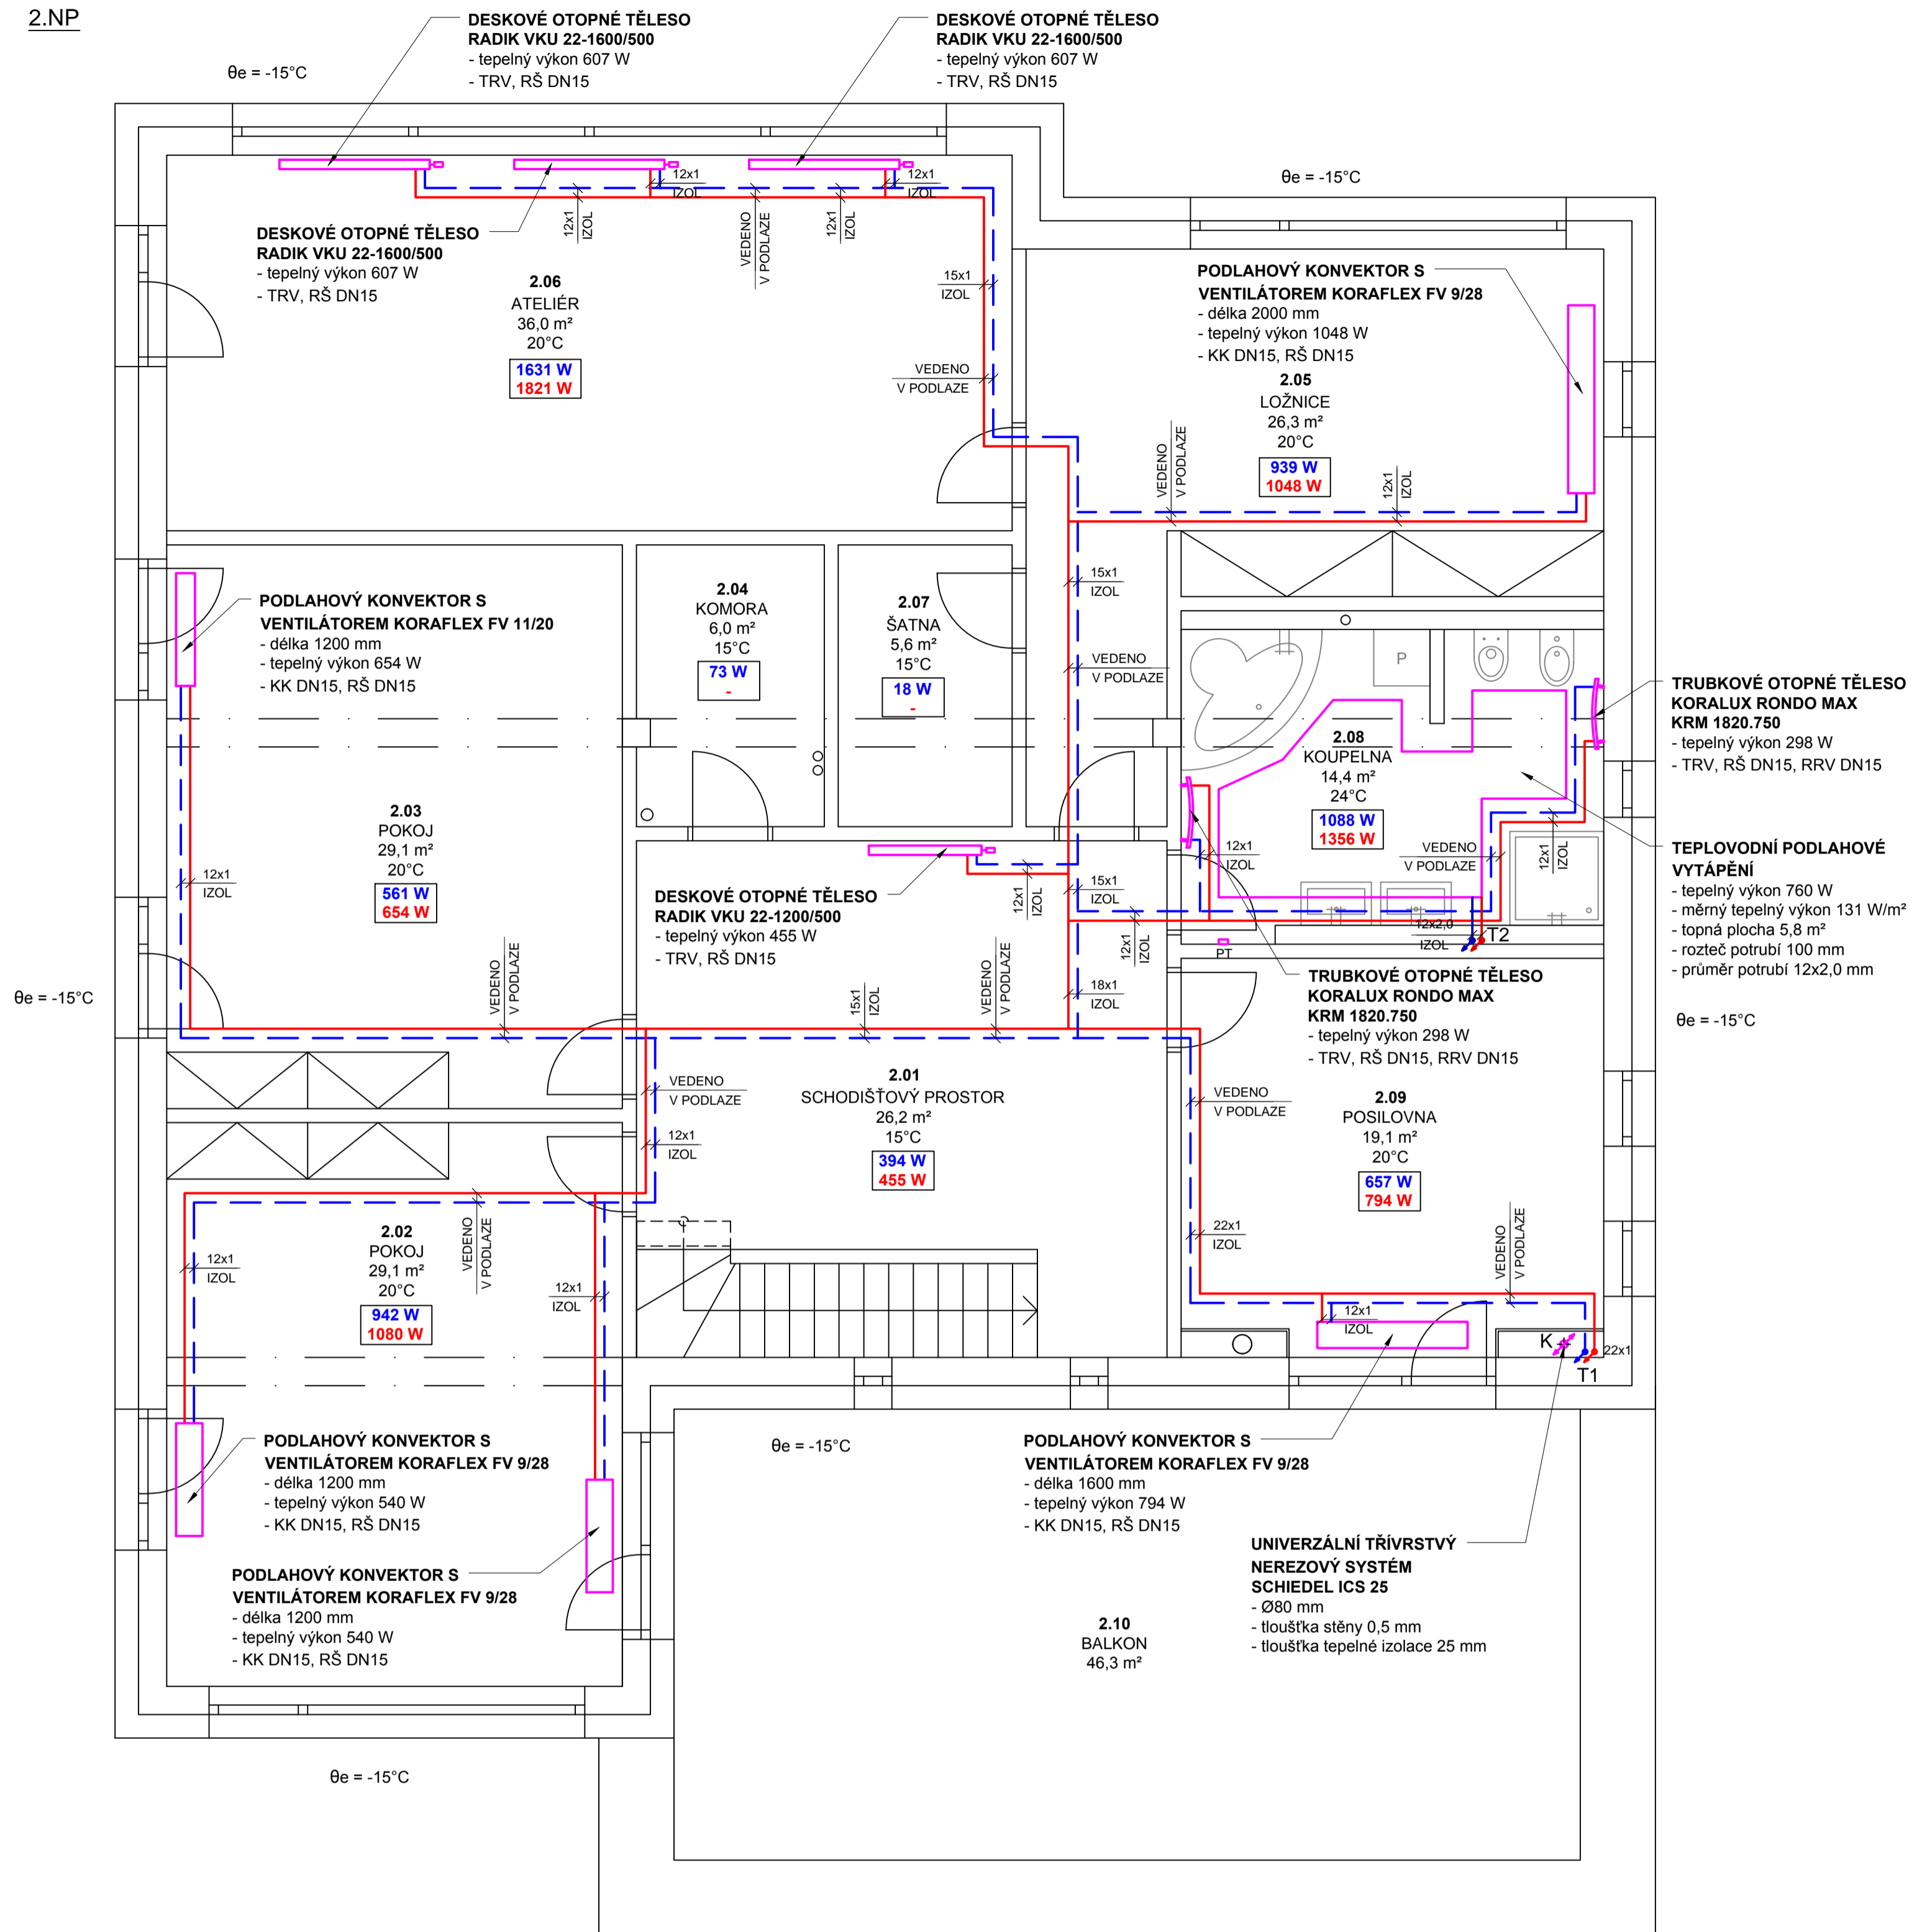 2.NP
DESKOVÉ OTOPNÉ TĚLESO
RADIK VKU 22-1600/500
- tepelný výkon 607 W
- TRV, RŠ DN15
DESKOVÉ OTOPNÉ TĚLESO
RADIK VKU 22-1600/500
- tepelný výkon 607 W
- TRV, RŠ DN15
θe = -15°C
θe = -15°C
12x1
IZOL
12x1
IZOL
12x1
IZOL
VEDENO
V PODLAZE
12x1
IZOL
DESKOVÉ OTOPNÉ TĚLESO
RADIK VKU 22-1600/500
- tepelný výkon 607 W
- TRV, RŠ DN15
2.06
ATELIÉR
36,0 m²
20°C
1631 W
1821 W
15x1
IZOL
VEDENO
V PODLAZE
PODLAHOVÝ KONVEKTOR S
VENTILÁTOREM KORAFLEX FV 9/28
- délka 2000 mm
- tepelný výkon 1048 W
- KK DN15, RŠ DN15
2.05
LOŽNICE
26,3 m²
20°C
939 W
1048 W
VEDENO
V PODLAZE
12x1
IZOL
PODLAHOVÝ KONVEKTOR S
VENTILÁTOREM KORAFLEX FV 11/20
- délka 1200 mm
- tepelný výkon 654 W
- KK DN15, RŠ DN15
2.04
KOMORA
6,0 m²
15°C
73 W
-
2.07
ŠATNA
5,6 m²
15°C
18 W
-
15x1
IZOL
VEDENO
V PODLAZE
P
TRUBKOVÉ OTOPNÉ TĚLESO
KORALUX RONDO MAX
KRM 1820.750
- tepelný výkon 298 W
- TRV, RŠ DN15, RRV DN15
2.08
KOUPELNA
14,4 m²
24°C
1088 W
1356 W
2.03
POKOJ
29,1 m²
20°C
561 W
654 W
12x1
IZOL
12x1
IZOL
VEDENO
V PODLAZE
12x1
IZOL
TEPLOVODNÍ PODLAHOVÉ
VYTÁPĚNÍ
- tepelný výkon 760 W
- měrný tepelný výkon 131 W/m²
- topná plocha 5,8 m²
- rozteč potrubí 100 mm
- průměr potrubí 12x2,0 mm
DESKOVÉ OTOPNÉ TĚLESO
RADIK VKU 22-1200/500
- tepelný výkon 455 W
- TRV, RŠ DN15
12x1
IZOL
15x1
IZOL
12x1
IZOL
12x2,0
IZOL
T2
PT
TRUBKOVÉ OTOPNÉ TĚLESO
KORALUX RONDO MAX
KRM 1820.750
- tepelný výkon 298 W
- TRV, RŠ DN15, RRV DN15
θe = -15°C
θe = -15°C
VEDENO
V PODLAZE
15x1
IZOL
VEDENO
V PODLAZE
18x1
IZOL
VEDENO
V PODLAZE
12x1
IZOL
2.01
SCHODIŠŤOVÝ PROSTOR
26,2 m²
15°C
394 W
455 W
VEDENO
V PODLAZE
2.09
POSILOVNA
19,1 m²
20°C
657 W
794 W
22x1
IZOL
VEDENO
V PODLAZE
12x1
IZOL
2.02
POKOJ
29,1 m²
20°C
942 W
1080 W
VEDENO
V PODLAZE
12x1
IZOL
12x1
IZOL
K
22x1
T1
PODLAHOVÝ KONVEKTOR S
VENTILÁTOREM KORAFLEX FV 9/28
- délka 1200 mm
- tepelný výkon 540 W
- KK DN15, RŠ DN15
θe = -15°C
PODLAHOVÝ KONVEKTOR S
VENTILÁTOREM KORAFLEX FV 9/28
- délka 1600 mm
- tepelný výkon 794 W
- KK DN15, RŠ DN15
UNIVERZÁLNÍ TŘÍVRSTVÝ
NEREZOVÝ SYSTÉM
SCHIEDEL ICS 25
- Ø80 mm
- tloušťka stěny 0,5 mm
- tloušťka tepelné izolace 25 mm
PODLAHOVÝ KONVEKTOR S
VENTILÁTOREM KORAFLEX FV 9/28
- délka 1200 mm
- tepelný výkon 540 W
- KK DN15, RŠ DN15
2.10
BALKON
46,3 m²
θe = -15°C